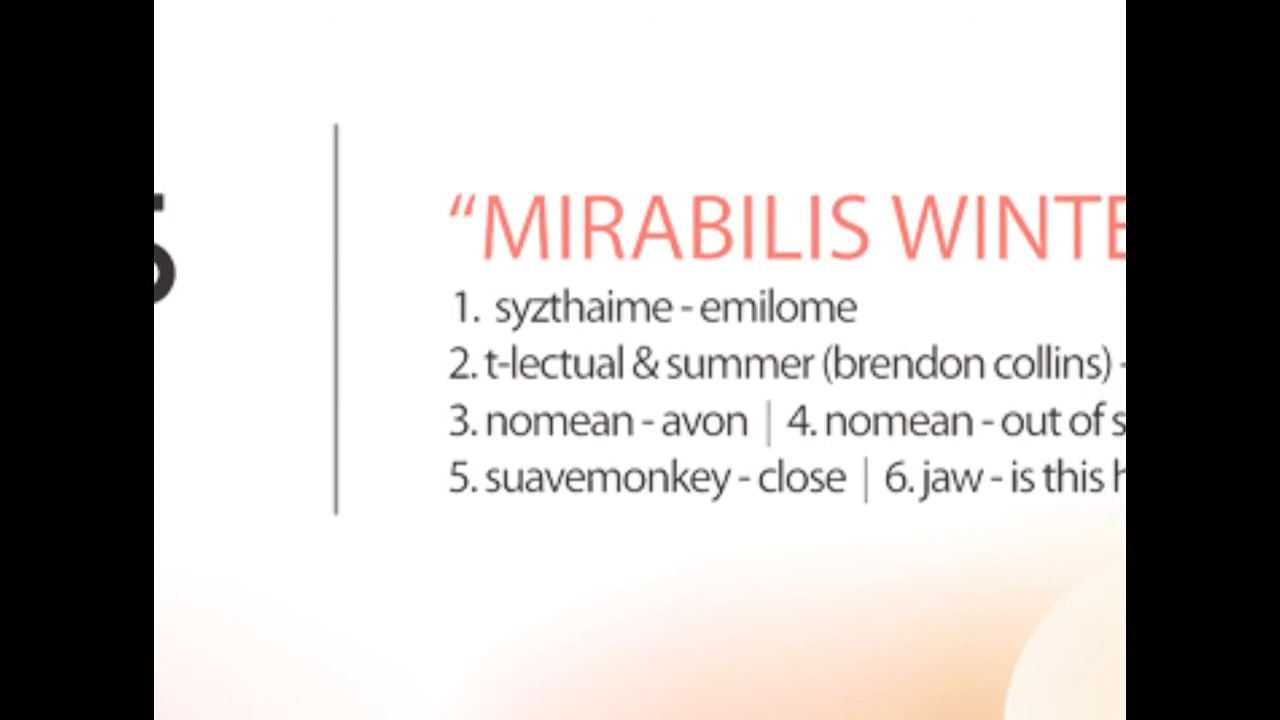 5
“MIRABILIS WINTE
1. syzthaime - emilome
2. t-lectual & summer (brendon collins) -
3. nomean - avon | 4. nomean - out of s
5. suavemonkey - close | 6. jaw - is this h